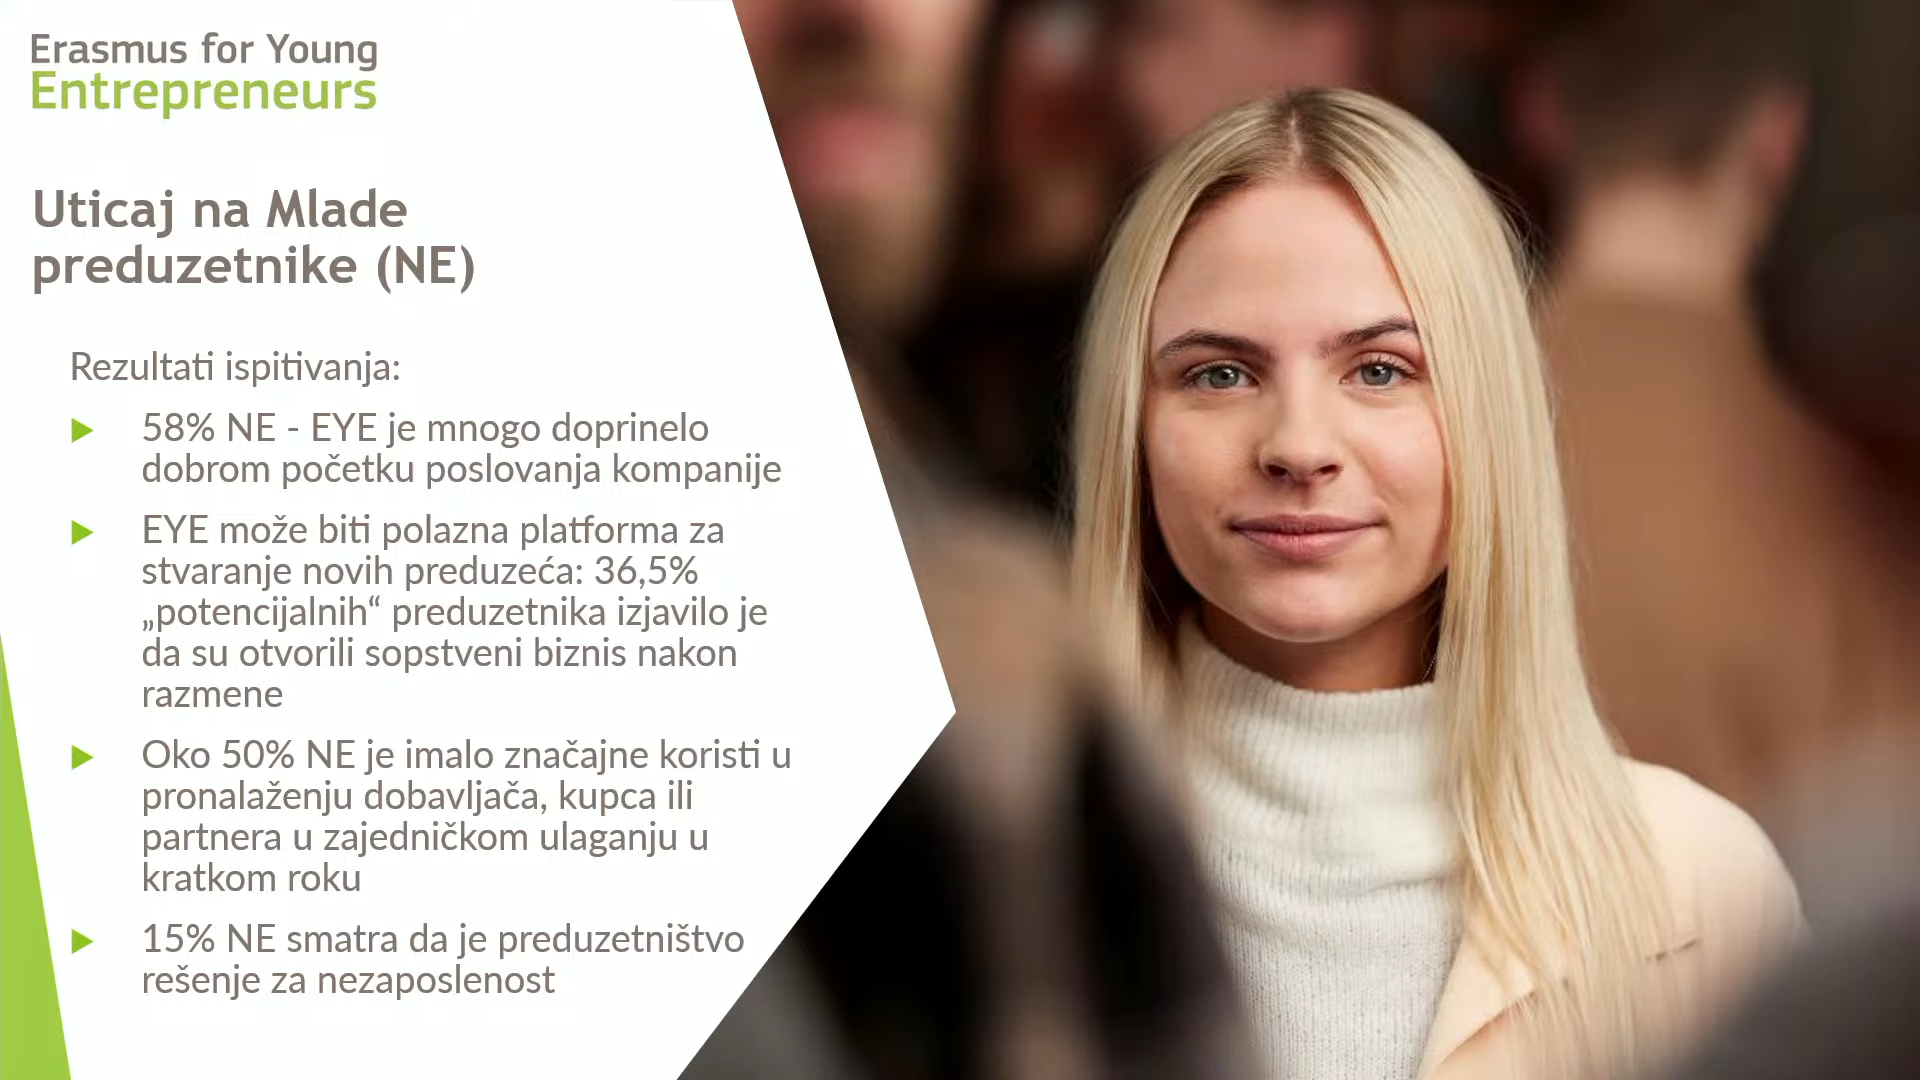 Erasmus for Young
Entrepreneurs
Uticaj na Mlade
preduzetnike (NE)
Rezultati ispitivanja:
58% NE - EYE je mnogo doprinelo
dobrom početku poslovanja kompanije
EYE može biti polazna platforma za
stvaranje novih preduzeća: 36,5%
„potencijalnih“ preduzetnika izjavilo je
da su otvorili sopstveni biznis nakon
razmene
Oko 50% NE je imalo značajne koristi u
pronalaženju dobavljača, kupca ili
partnera u zajedničkom ulaganju u
kratkom roku
15% NE smatra da je preduzetništvo
rešenje za nezaposlenost